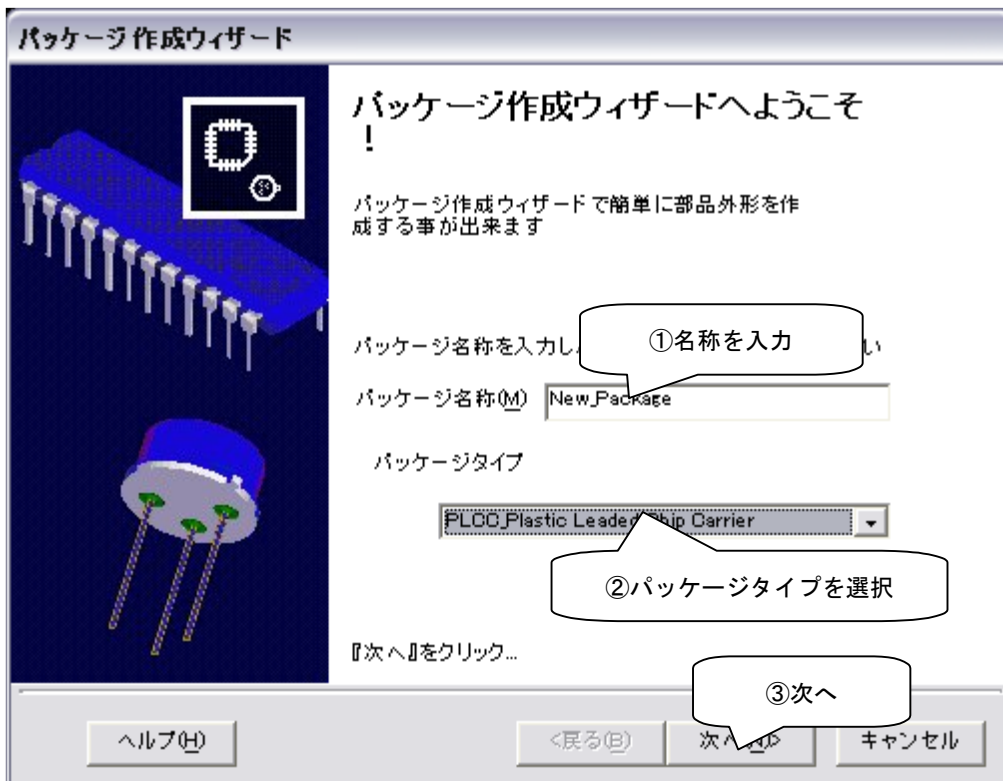 パッケージ作成ウィザード
パッケージ作成ウィザードへようこそ
!
パッケージ作成ウィザードで簡単に部品外形を作
成する事が出来ます
①名称を入力
パッケージ名称を入力し
い
パッケージ名称(M) New_Package
パッケージタイプ
PLCC_Plastic Leaded Chip Carrier
②パッケージタイプを選択
『次へ』をクリック...
③次へ
ヘルプ(H) <戻る(B) 次へ(N)> キャンセル